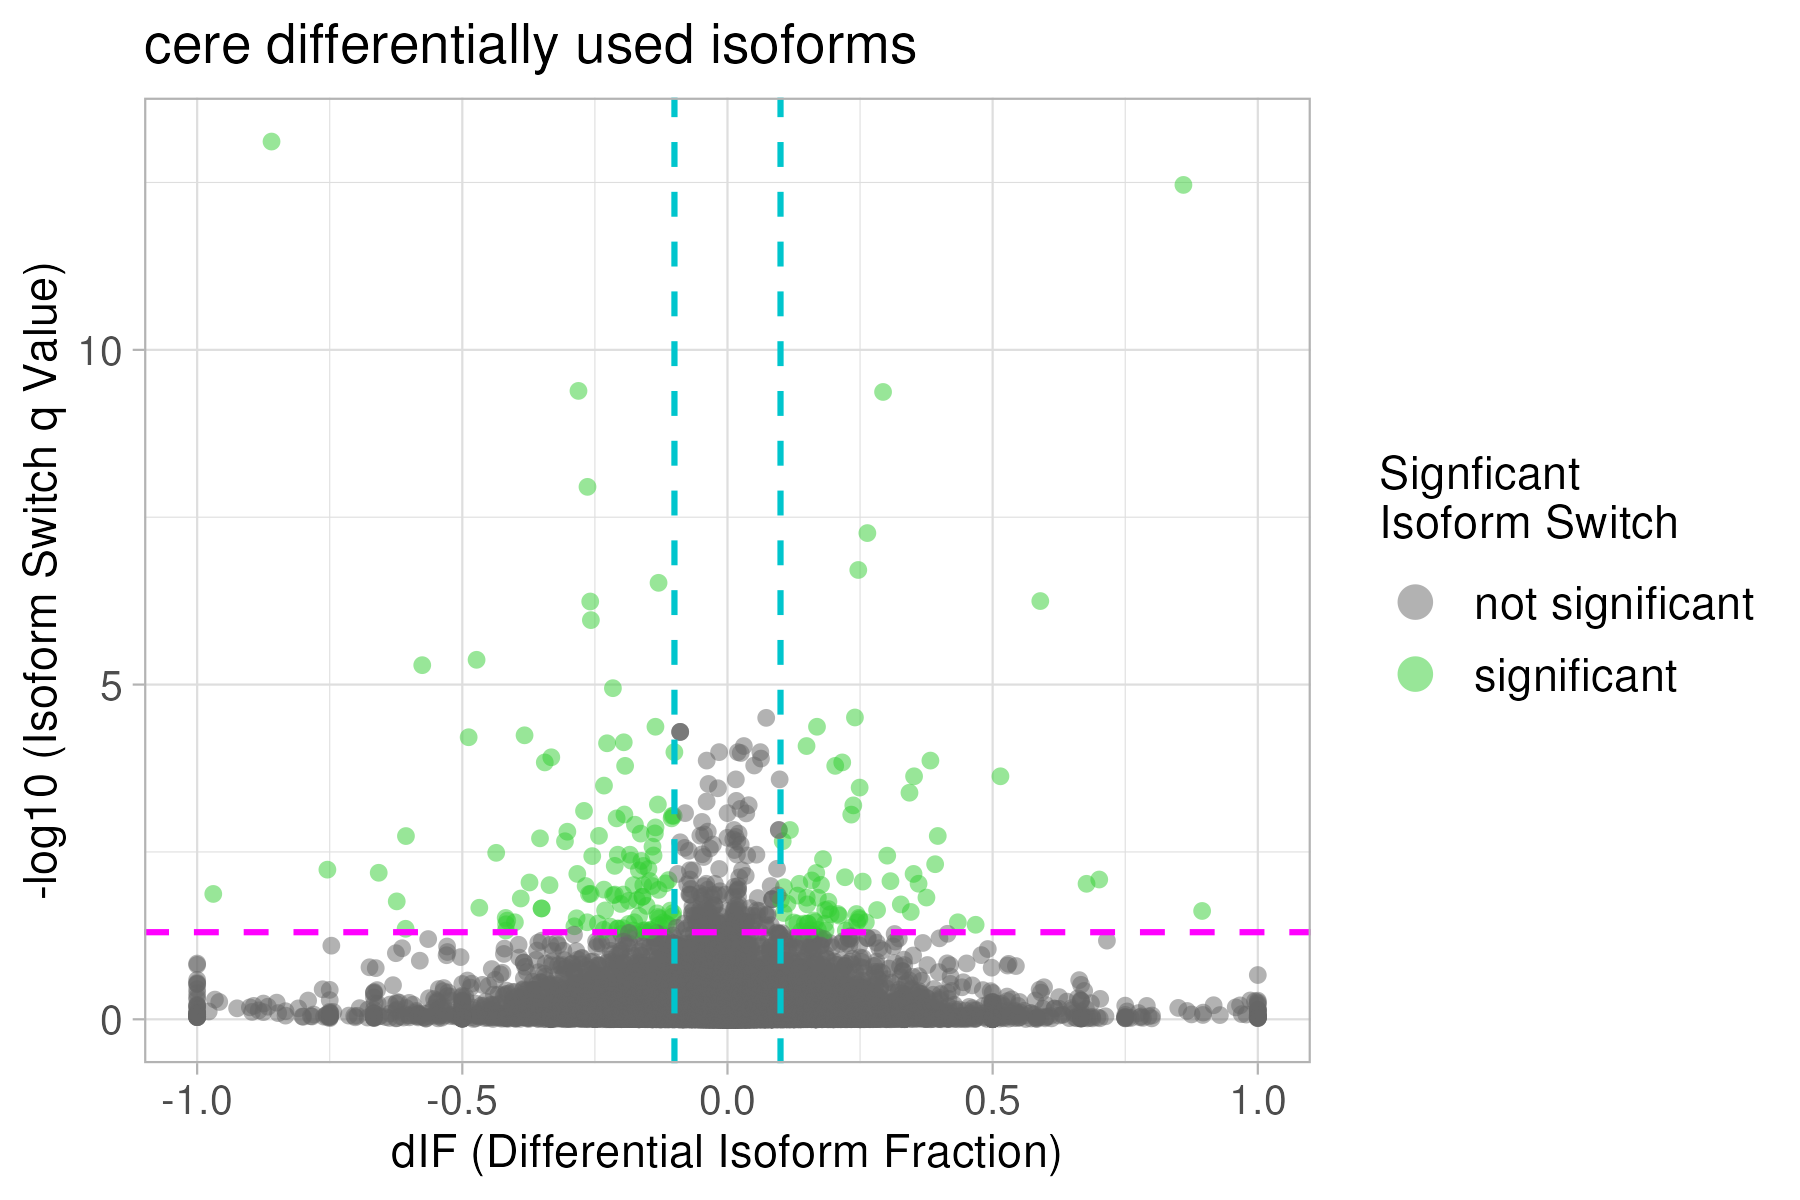 cere differentially used isoforms
-log10 (Isoform Switch q Value)
10
5
0
-1.0
-0.5
0.0
0.5
1.0
dIF (Differential Isoform Fraction)
Signficant
Isoform Switch
not significant
significant